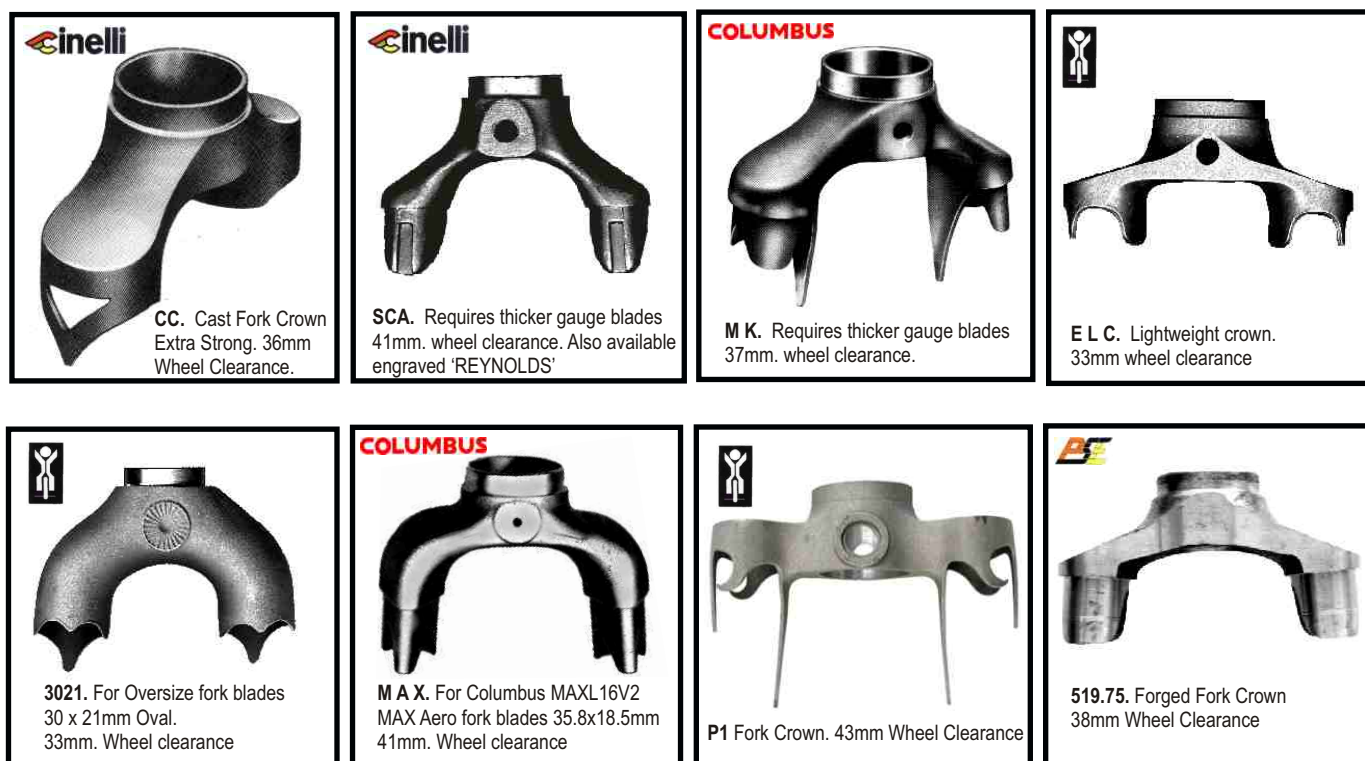 cinelli
CC. Cast Fork Crown
Extra Strong. 36mm
Wheel Clearance.
cinelli
SCA. Requires thicker gauge blades
41mm. wheel clearance. Also available
engraved 'REYNOLDS'
COLUMBUS
M K. Requires thicker gauge blades
37mm. wheel clearance.
E L C. Lightweight crown.
33mm wheel clearance
3021. For Oversize fork blades
30 x 21mm Oval.
33mm. Wheel clearance
COLUMBUS
M A X. For Columbus MAXL16V2
MAX Aero fork blades 35.8x18.5mm
41mm. Wheel clearance
P1 Fork Crown. 43mm Wheel Clearance
BSE
519.75. Forged Fork Crown
38mm Wheel Clearance